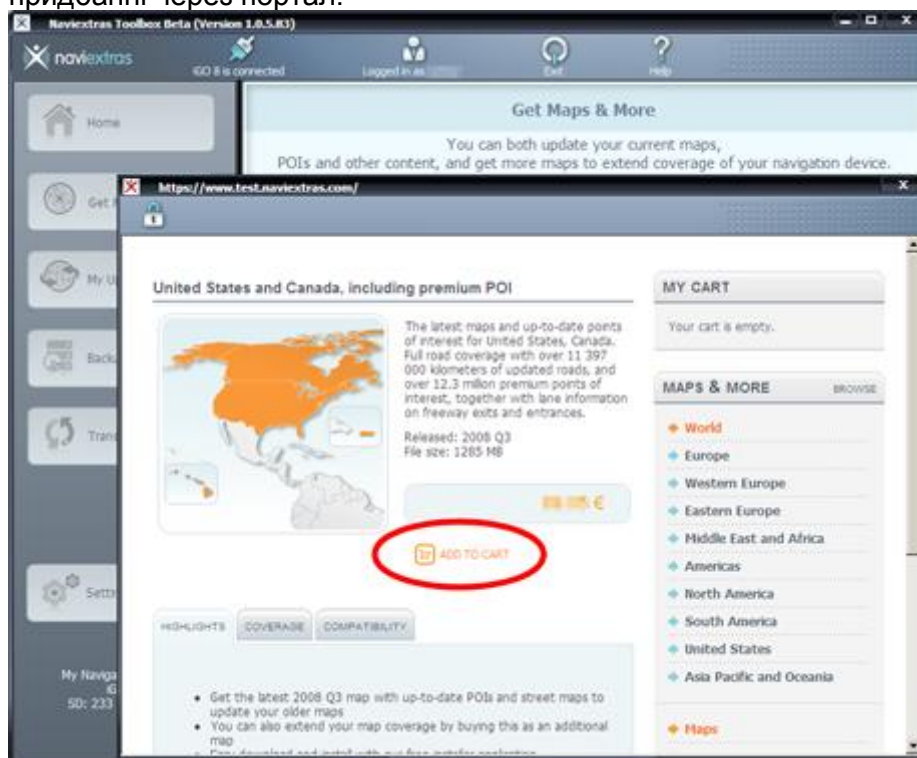 придбанні через портал.
Naviextras Toolbox Beta (Version 1.0.5.83)
naviextras
iGO 8 is connected
Logged in as
Exit
Help
Home
Get Maps & More
You can both update your current maps,
POIs and other content, and get more maps to extend coverage of your navigation device.
https://www.test.naviextras.com/
Get
My U
Back
Tran
Setti
My Naviga
SD: 233
United States and Canada, including premium POI
The latest maps and up-to-date points
of interest for United States, Canada.
Full road coverage with over 11 397
000 kilometers of updated roads, and
over 12.3 million premium points of
interest, together with lane information
on freeway exits and entrances.
Released: 2008 Q3
File size: 1285 MB
€
ADD TO CART
HIGHLIGHTS
COVERAGE
COMPATIBILITY
Get the latest 2008 Q3 map with up-to-date POIs and street maps to
update your older maps
You can also extend your map coverage by buying this as an additional
map
MY CART
Your cart is empty.
MAPS & MORE
BROWSE
World
Europe
Western Europe
Eastern Europe
Middle East and Africa
Americas
North America
South America
United States
Asia Pacific and Oceania
Maps